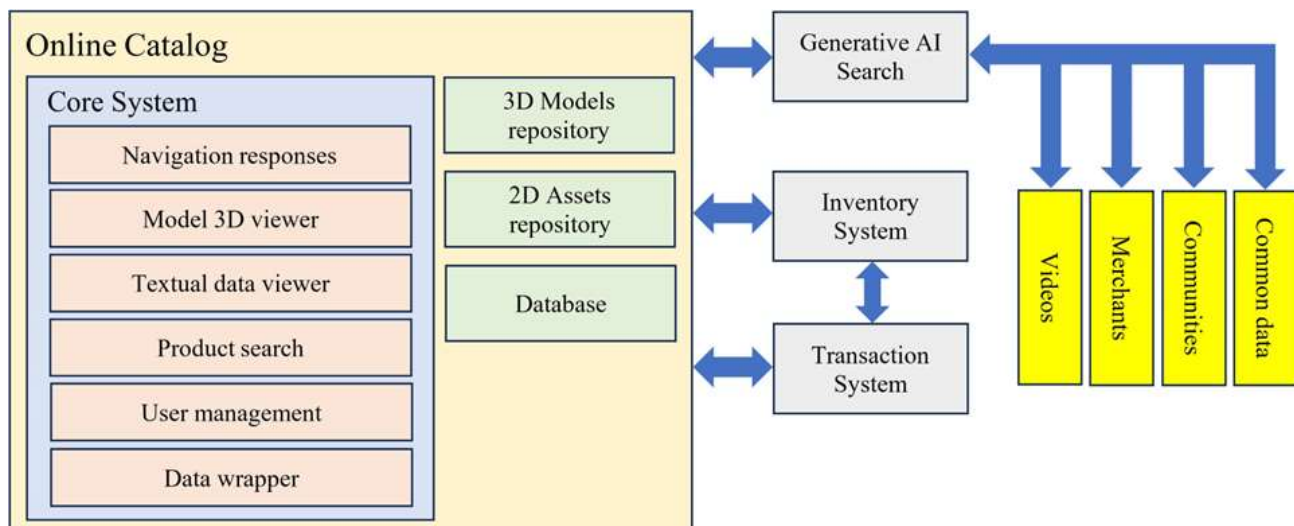 Online Catalog
Core System
Navigation responses
Model 3D viewer
Textual data viewer
Product search
User management
Data wrapper
3D Models
repository
2D Assets
repository
Database
Generative AI
Search
Inventory
System
Transaction
System
Videos
Merchants
Communities
Common data